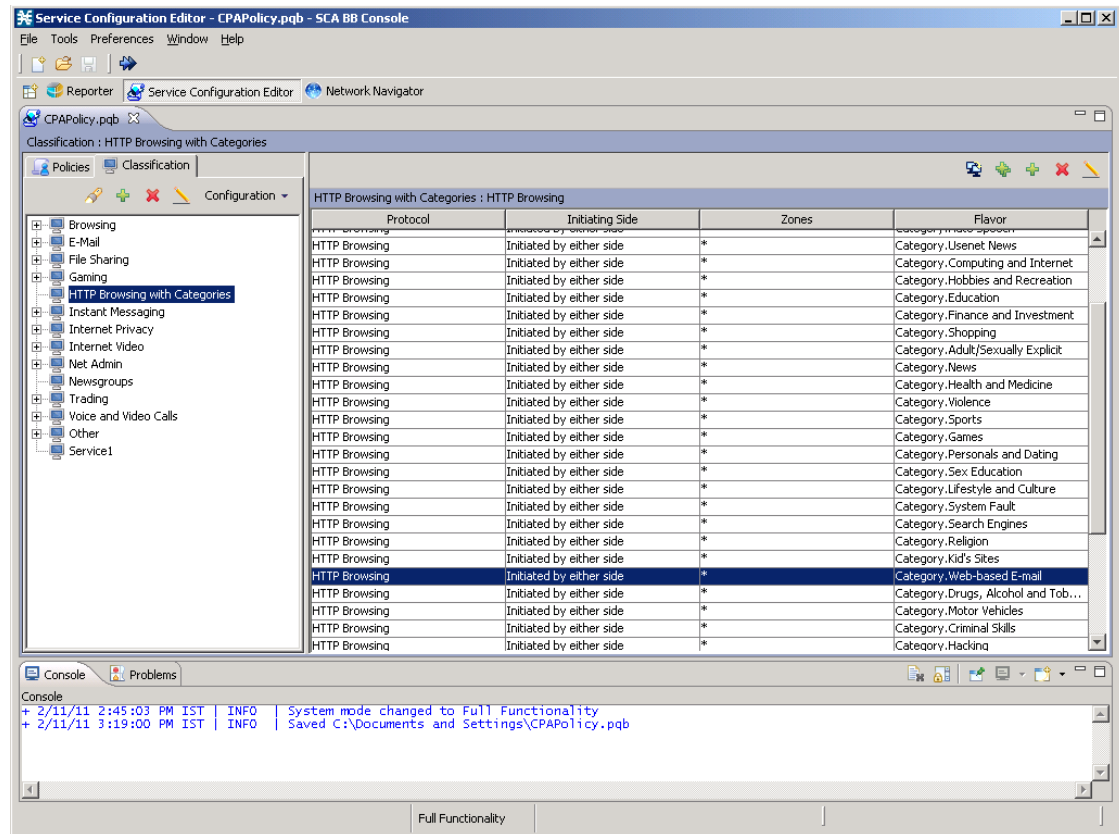 Service Configuration Editor - CPAPolicy.pqb - SCA BB Console
File Tools Preferences Window Help
Reporter Service Configuration Editor Network Navigator
CPAPolicy.pqb
Classification : HTTP Browsing with Categories
Policies Classification
Configuration
Browsing
E-Mail
File Sharing
Gaming
HTTP Browsing with Categories
Instant Messaging
Internet Privacy
Internet Video
Net Admin
Newsgroups
Trading
Voice and Video Calls
Other
Service1
HTTP Browsing with Categories : HTTP Browsing
Protocol Initiating Side Zones Flavor
HTTP Browsing Initiated by either side * Category.Usenet News
HTTP Browsing Initiated by either side * Category.Computing and Internet
HTTP Browsing Initiated by either side * Category.Hobbies and Recreation
HTTP Browsing Initiated by either side * Category.Education
HTTP Browsing Initiated by either side * Category.Finance and Investment
HTTP Browsing Initiated by either side * Category.Shopping
HTTP Browsing Initiated by either side * Category.Adult/Sexually Explicit
HTTP Browsing Initiated by either side * Category.News
HTTP Browsing Initiated by either side * Category.Health and Medicine
HTTP Browsing Initiated by either side * Category.Violence
HTTP Browsing Initiated by either side * Category.Sports
HTTP Browsing Initiated by either side * Category.Games
HTTP Browsing Initiated by either side * Category.Personals and Dating
HTTP Browsing Initiated by either side * Category.Sex Education
HTTP Browsing Initiated by either side * Category.Lifestyle and Culture
HTTP Browsing Initiated by either side * Category.System Fault
HTTP Browsing Initiated by either side * Category.Search Engines
HTTP Browsing Initiated by either side * Category.Religion
HTTP Browsing Initiated by either side * Category.Kid's Sites
HTTP Browsing Initiated by either side * Category.Web-based E-mail
HTTP Browsing Initiated by either side * Category.Drugs, Alcohol and Tob...
HTTP Browsing Initiated by either side * Category.Motor Vehicles
HTTP Browsing Initiated by either side * Category.Criminal Skills
HTTP Browsing Initiated by either side * Category.Hacking
Console Problems
Console
+ 2/11/11 2:45:03 PM IST | INFO | System mode changed to Full Functionality
+ 2/11/11 3:19:00 PM IST | INFO | Saved C:\Documents and Settings\CPAPolicy.pqb
Full Functionality